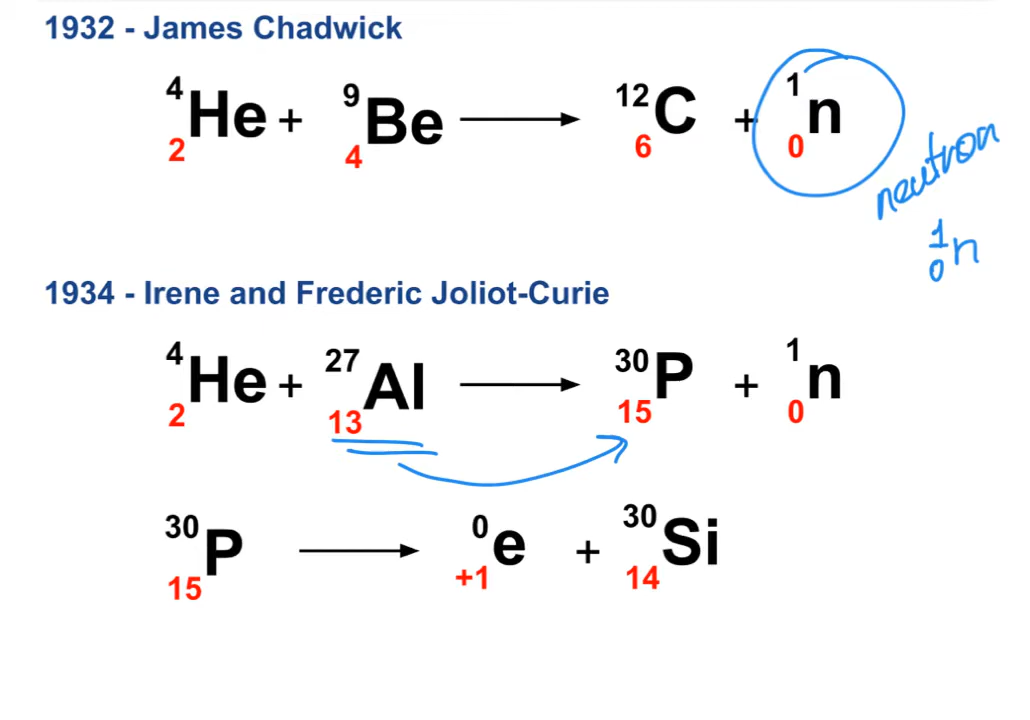 1932 - James Chadwick
⁴₂He + ⁹₄Be ⟶ ¹²₆C + ¹₀n
neutron
¹₀n
1934 - Irene and Frederic Joliot-Curie
⁴₂He + ²⁷₁₃Al ⟶ ³⁰₁₅P + ¹₀n
³⁰₁₅P ⟶ ⁰₊₁e + ³⁰₁₄Si